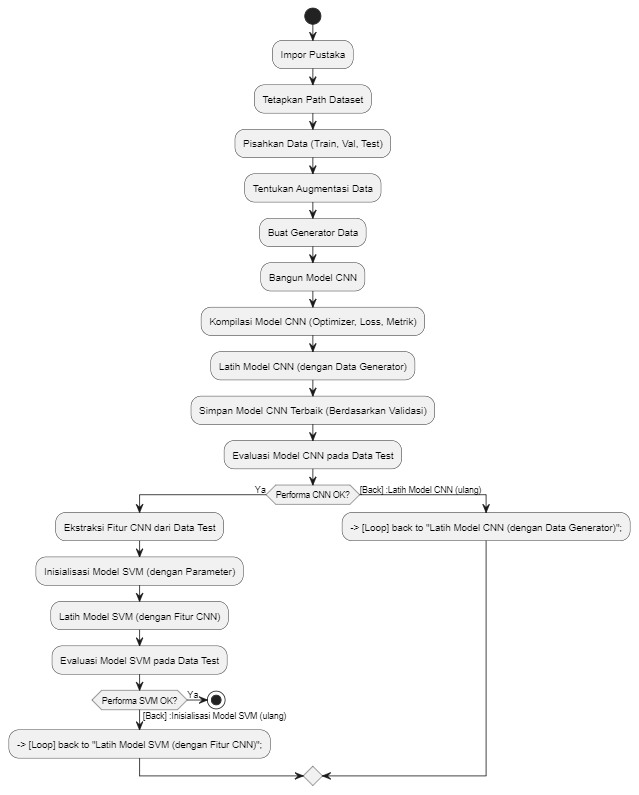 Impor Pustaka
Tetapkan Path Dataset
Pisahkan Data (Train, Val, Test)
Tentukan Augmentasi Data
Buat Generator Data
Bangun Model CNN
Kompilasi Model CNN (Optimizer, Loss, Metrik)
Latih Model CNN (dengan Data Generator)
Simpan Model CNN Terbaik (Berdasarkan Validasi)
Evaluasi Model CNN pada Data Test
Ya
Performa CNN OK?
[Back] :Latih Model CNN (ulang)
Ekstraksi Fitur CNN dari Data Test
-> [Loop] back to "Latih Model CNN (dengan Data Generator)";
Inisialisasi Model SVM (dengan Parameter)
Latih Model SVM (dengan Fitur CNN)
Evaluasi Model SVM pada Data Test
Performa SVM OK?
Ya
[Back] :Inisialisasi Model SVM (ulang)
-> [Loop] back to "Latih Model SVM (dengan Fitur CNN)";